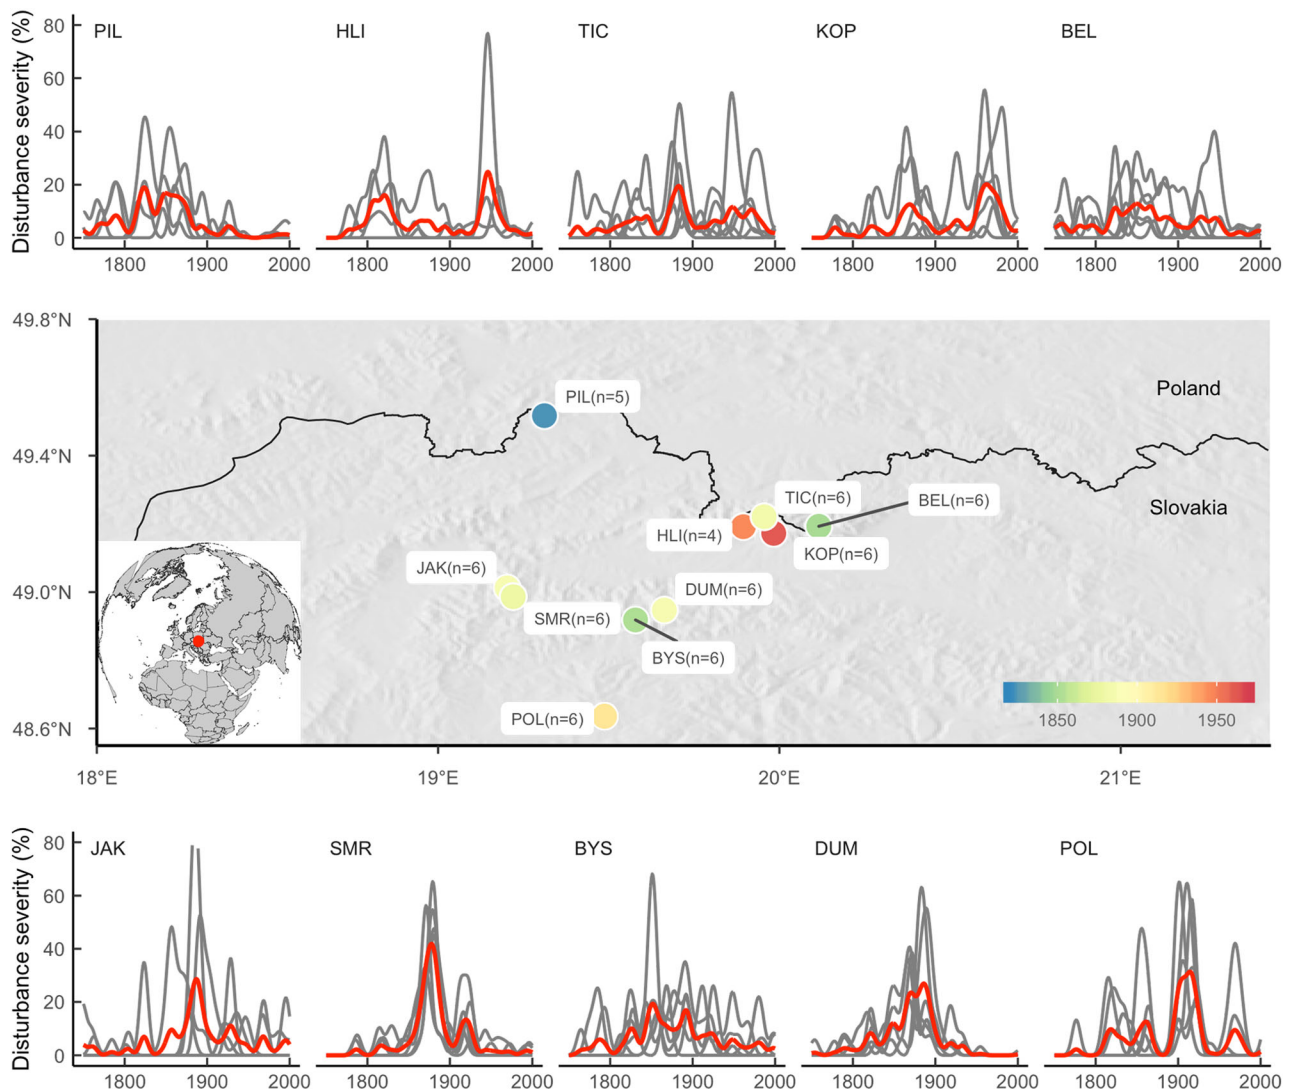 Disturbance severity (%)
80
60
40
20
0
PIL
HLI
TIC
KOP
BEL
1800 1900 2000
1800 1900 2000
1800 1900 2000
1800 1900 2000
1800 1900 2000
49.8°N
49.4°N
49.0°N
48.6°N
Poland
Slovakia
PIL(n=5)
TIC(n=6)
BEL(n=6)
HLI(n=4)
KOP(n=6)
JAK(n=6)
DUM(n=6)
SMR(n=6)
BYS(n=6)
POL(n=6)
1850 1900 1950
18°E 19°E 20°E 21°E
Disturbance severity (%)
80
60
40
20
0
JAK
SMR
BYS
DUM
POL
1800 1900 2000
1800 1900 2000
1800 1900 2000
1800 1900 2000
1800 1900 2000